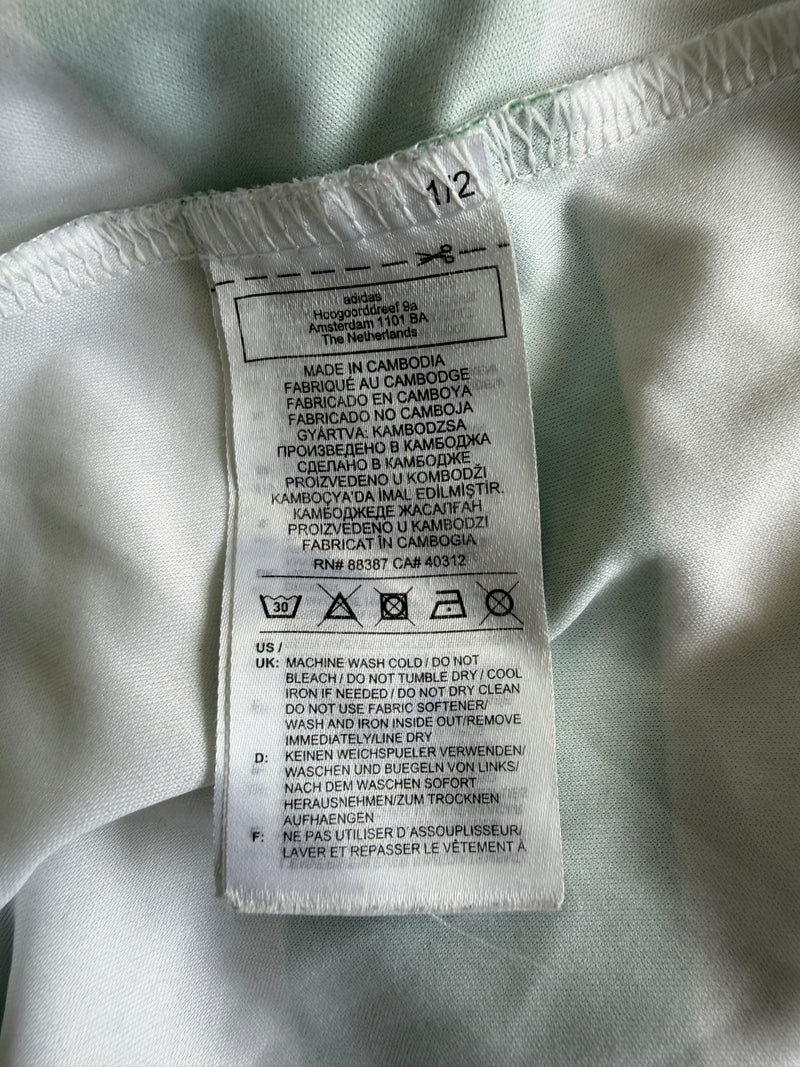 1/2
adidas
Hoogoorddreef 9a
Amsterdam 1101 BA
The Netherlands
MADE IN CAMBODIA
FABRIQUÉ AU CAMBODGE
FABRICADO EN CAMBOYA
FABRICADO NO CAMBOJA
GYÁRTVA: KAMBODZSA
ПРОИЗВЕДЕНО В КАМБОДЖА
СДЕЛАНО В КАМБОДЖЕ
PROIZVEDENO U KOMBODŽI
KAMBOÇYA'DA İMAL EDİLMİŞTİR.
КАМБОДЖЕДЕ ЖАСАЛҒАН
PROIZVEDENO U KAMBODZI
FABRICAT ÎN CAMBOGIA
RN# 88387 CA# 40312
30
US /
UK: MACHINE WASH COLD / DO NOT
BLEACH / DO NOT TUMBLE DRY / COOL
IRON IF NEEDED / DO NOT DRY CLEAN
DO NOT USE FABRIC SOFTENER/
WASH AND IRON INSIDE OUT/REMOVE
IMMEDIATELY/LINE DRY
D: KEINEN WEICHSPUELER VERWENDEN/
WASCHEN UND BUEGELN VON LINKS/
NACH DEM WASCHEN SOFORT
HERAUSNEHMEN/ZUM TROCKNEN
AUFHAENGEN
F: NE PAS UTILISER D'ASSOUPLISSEUR/
LAVER ET REPASSER LE VÊTEMENT À